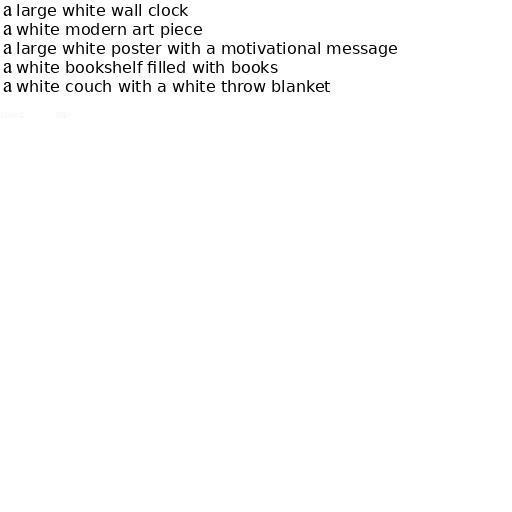 a large white wall clock
a white modern art piece
a large white poster with a motivational message
a white bookshelf filled with books
a white couch with a white throw blanket